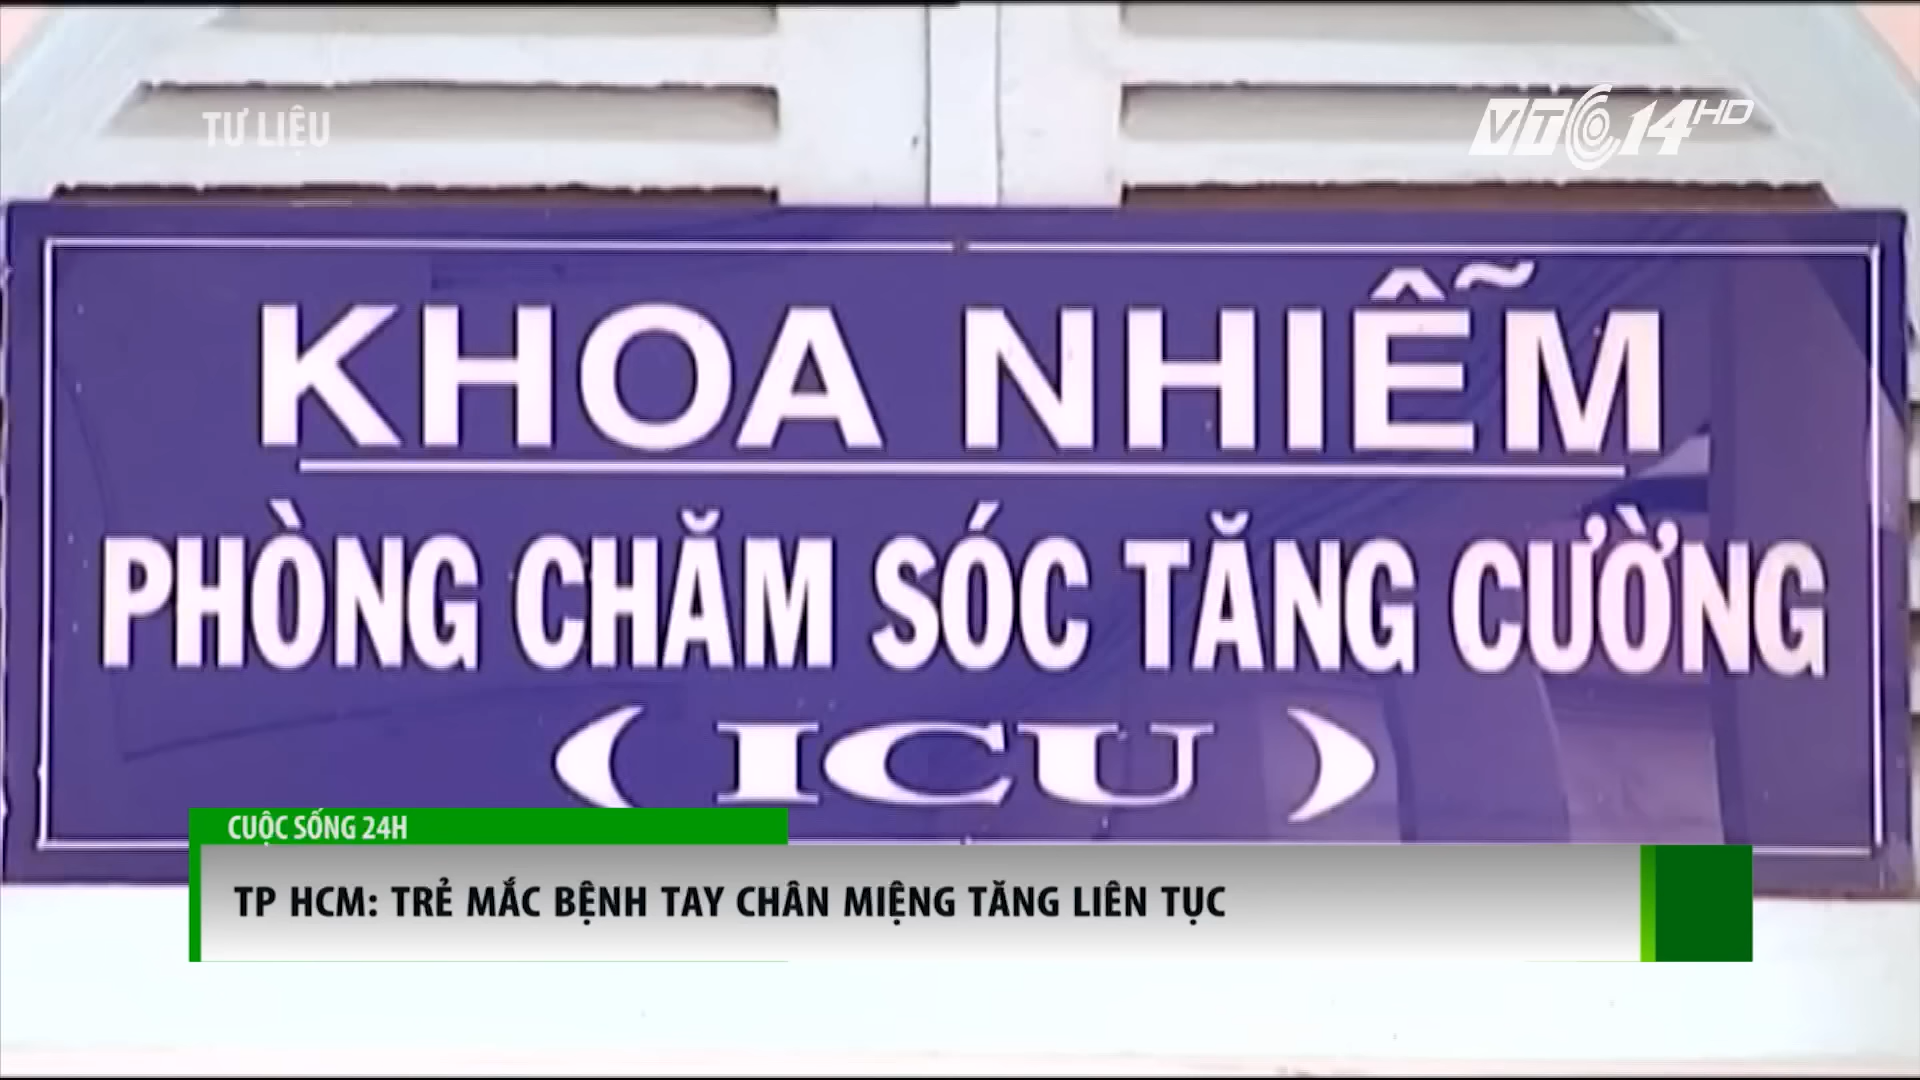 TƯ LIỆU
VTC14 HD
KHOA NHIỄM
PHÒNG CHĂM SÓC TĂNG CƯỜNG
( ICU )
CUỘC SỐNG 24H
TP HCM: TRẺ MẮC BỆNH TAY CHÂN MIỆNG TĂNG LIÊN TỤC